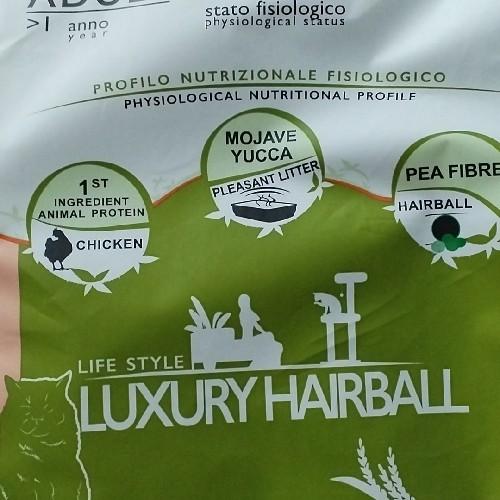 stato fisiologico
>1 anno
physiological status
year
PROFILO NUTRIZIONALE FISIOLOGICO
PHYSIOLOGICAL NUTRITIONAL PROFILE
1ST
INGREDIENT
ANIMAL PROTEIN
CHICKEN
MOJAVE
YUCCA
PLEASANT LITTER
PEA FIBRE
HAIRBALL
LIFE STYLE
LUXURY HAIRBALL